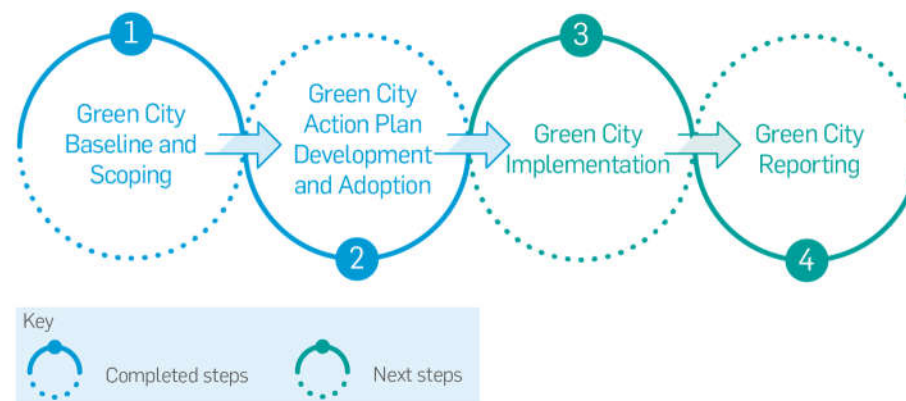 1
Green City
Baseline and
Scoping
Green City
Action Plan
Development
and Adoption
2
3
Green City
Implementation
Green City
Reporting
4
Key
Completed steps
Next steps